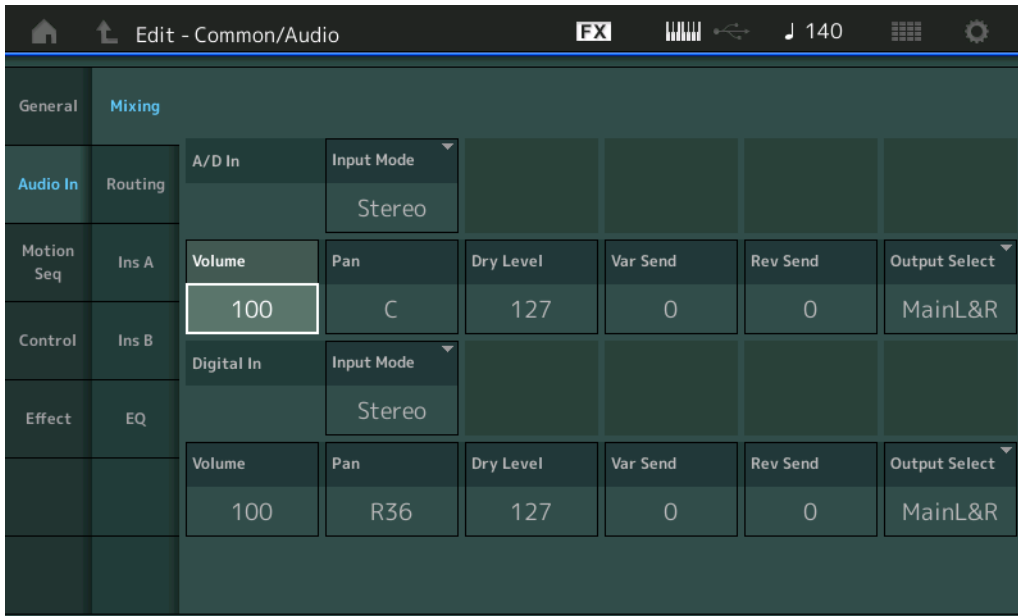 Edit - Common/Audio FX ♩ 140
General Mixing
A/D In Input Mode
Audio In Routing Stereo
Motion Seq Ins A Volume Pan Dry Level Var Send Rev Send Output Select
100 C 127 0 0 MainL&R
Control Ins B Digital In Input Mode
Effect EQ Stereo
Volume Pan Dry Level Var Send Rev Send Output Select
100 R36 127 0 0 MainL&R